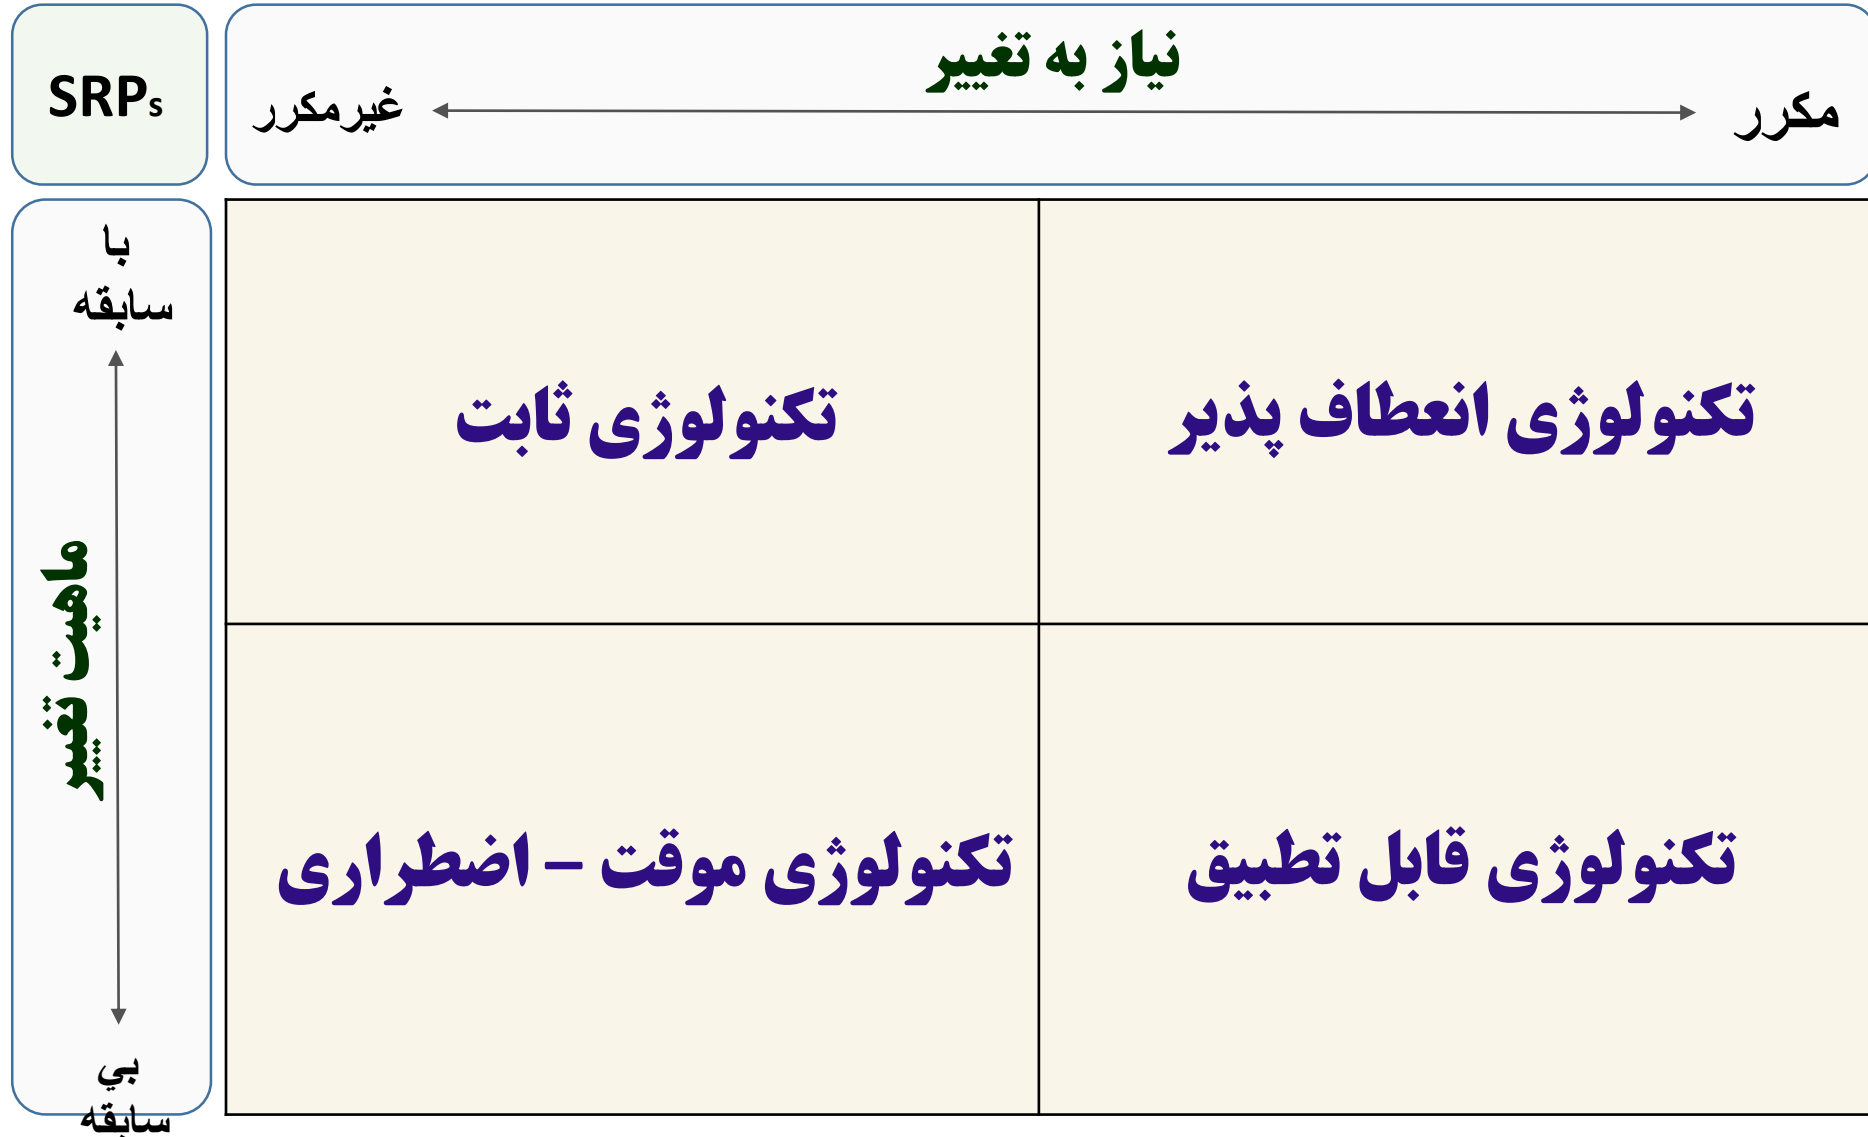 SRPs
نیاز به تغییر
مکرر
غیرمکرر
با
سابقه
ماهیت تغییر
بي
سابقه
تکنولوژی انعطاف پذیر
تکنولوژی ثابت
تکنولوژی قابل تطبیق
تکنولوژی موقت – اضطراری